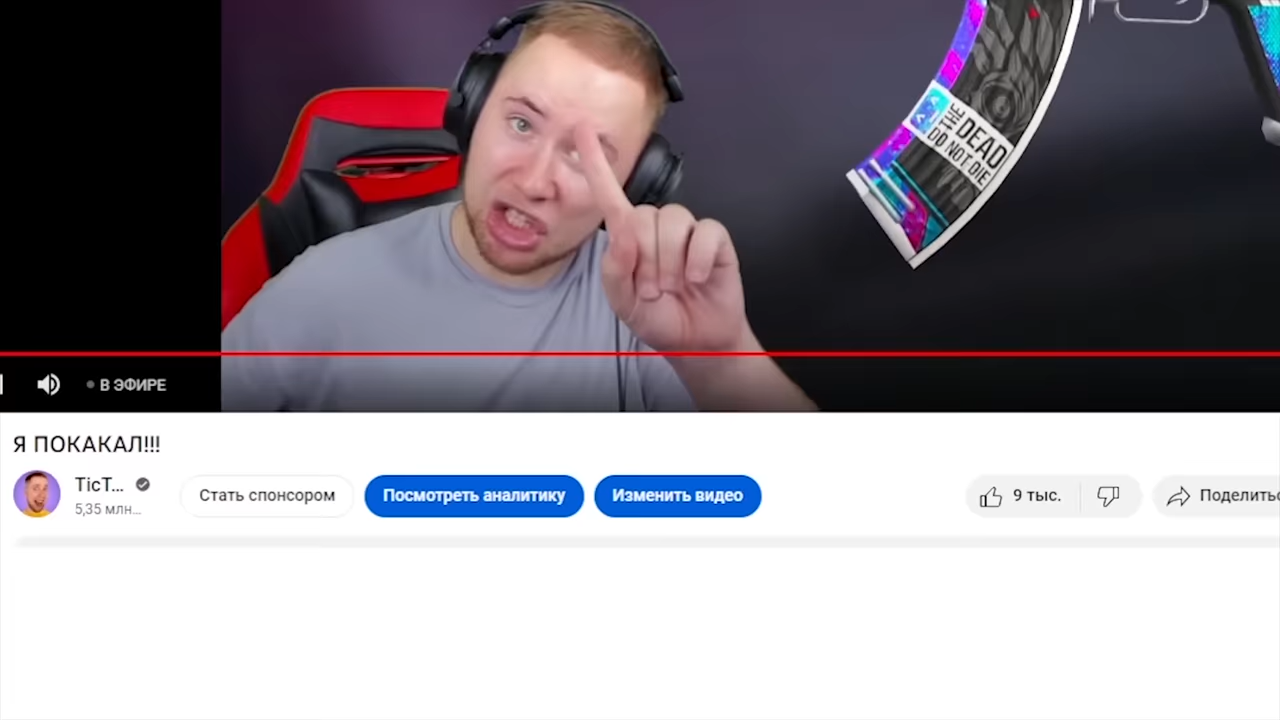 THE DEAD
DO NOT DIE
В ЭФИРЕ
Я ПОКАКАЛ!!!
TicT...
5,35 млн...
Стать спонсором
Посмотреть аналитику
Изменить видео
9 тыс.
Поделитьс